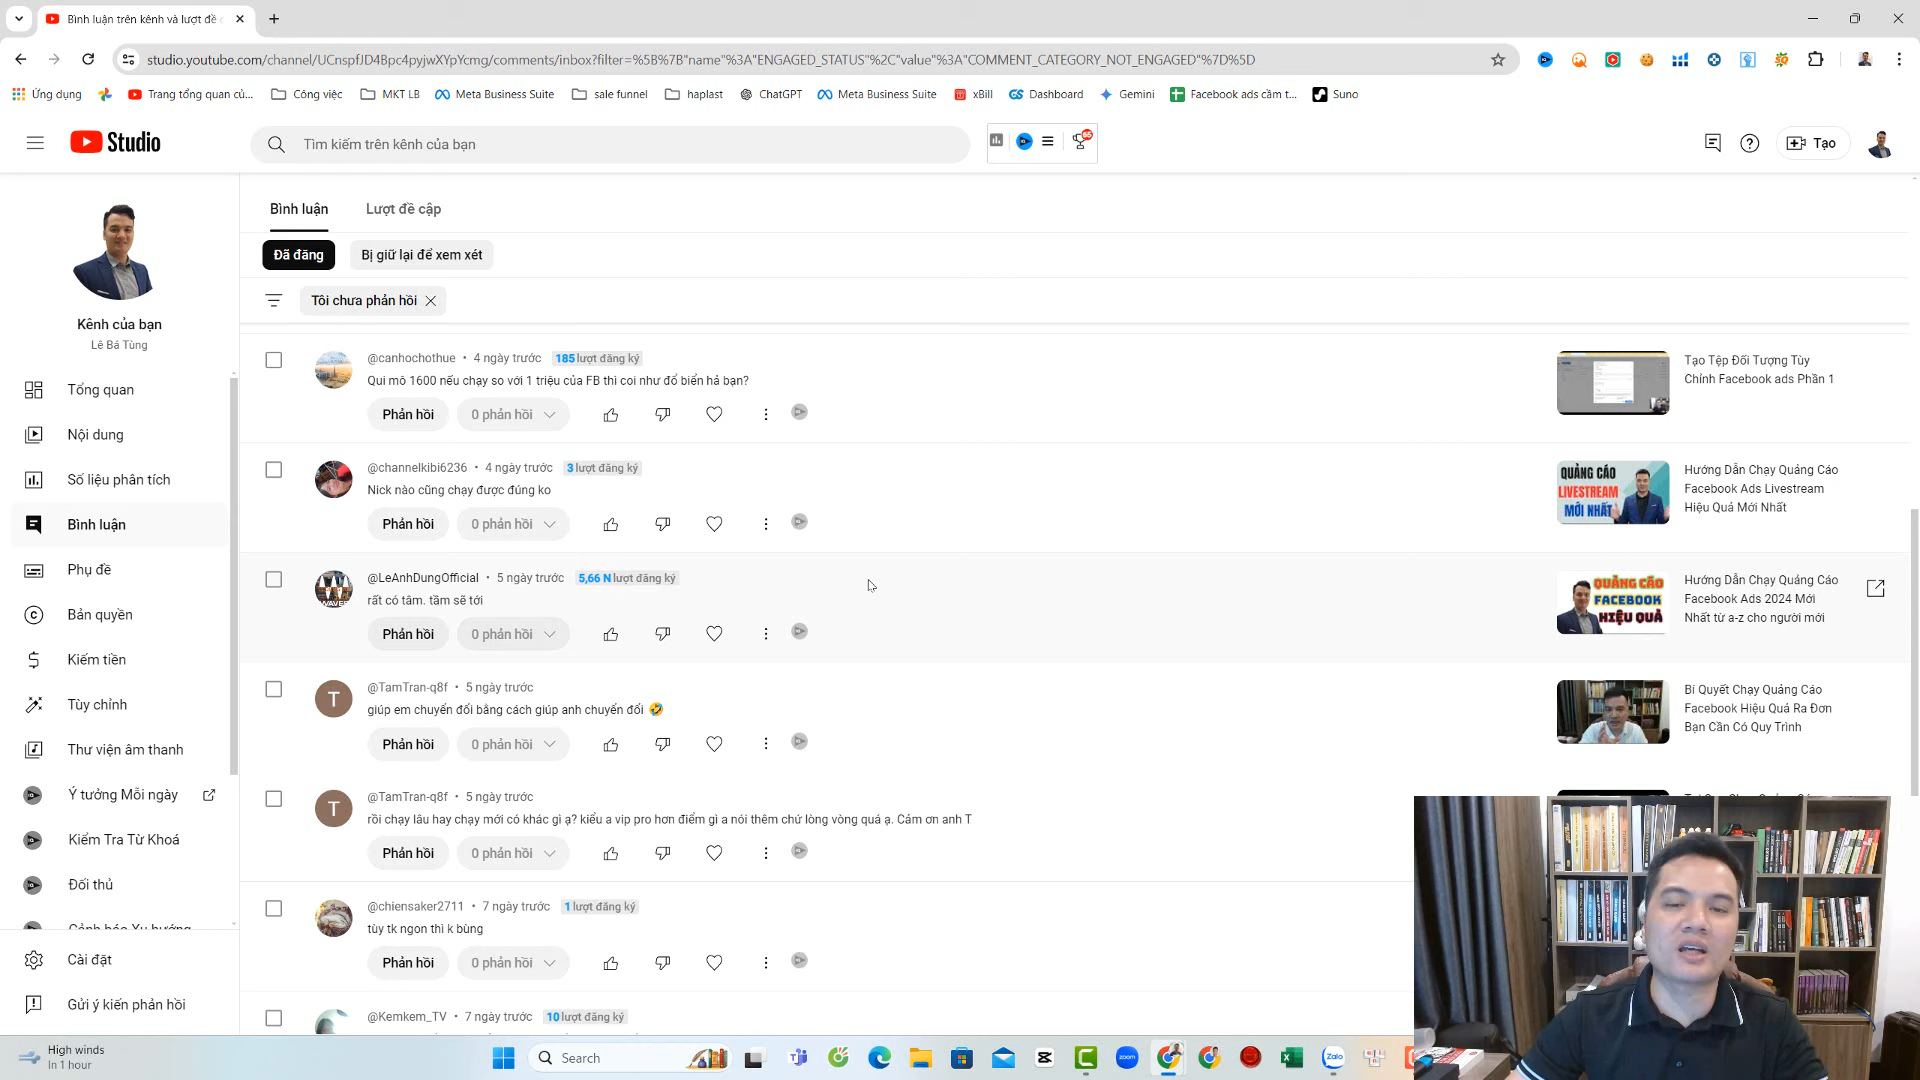 Bình luận trên kênh và lượt đề c
studio.youtube.com/channel/UCnspfJD4Bpc4pyjwXYpYcmg/comments/inbox?filter=%5B%7B"name"%3A"ENGAGED_STATUS"%2C"value"%3A"COMMENT_CATEGORY_NOT_ENGAGED"%7D%5D
Ứng dụng
Trang tổng quan củ...
Công việc
MKT LB
Meta Business Suite
sale funnel
haplast
ChatGPT
Meta Business Suite
xBill
Dashboard
Gemini
Facebook ads cầm t...
Suno
Studio
Tìm kiếm trên kênh của bạn
Tạo
Kênh của bạn
Lê Bá Tùng
Tổng quan
Nội dung
Số liệu phân tích
Bình luận
Phụ đề
Bản quyền
Kiếm tiền
Tùy chỉnh
Thư viện âm thanh
Ý tưởng Mỗi ngày
Kiểm Tra Từ Khoá
Đối thủ
Cảnh báo Xu hướng
Cài đặt
Gửi ý kiến phản hồi
Bình luận
Lượt đề cập
Đã đăng
Bị giữ lại để xem xét
Tôi chưa phản hồi
@canhochothue • 4 ngày trước 185 lượt đăng ký
Qui mô 1600 nếu chạy so với 1 triệu của FB thì coi như đổ biển hả bạn?
Phản hồi
0 phản hồi
Tạo Tệp Đối Tượng Tùy
Chỉnh Facebook ads Phần 1
@channelkibi6236 • 4 ngày trước 3 lượt đăng ký
Nick nào cũng chạy được đúng ko
Phản hồi
0 phản hồi
QUẢNG CÁO
LIVESTREAM
MỚI NHẤT
Hướng Dẫn Chạy Quảng Cáo
Facebook Ads Livestream
Hiệu Quả Mới Nhất
@LeAnhDungOfficial • 5 ngày trước 5,66 N lượt đăng ký
rất có tâm. tầm sẽ tới
Phản hồi
0 phản hồi
QUẢNG CÁO
FACEBOOK
HIỆU QUẢ
Hướng Dẫn Chạy Quảng Cáo
Facebook Ads 2024 Mới
Nhất từ a-z cho người mới
T
@TamTran-q8f • 5 ngày trước
giúp em chuyển đổi bằng cách giúp anh chuyển đổi 🤣
Phản hồi
0 phản hồi
Bí Quyết Chạy Quảng Cáo
Facebook Hiệu Quả Ra Đơn
Bạn Cần Có Quy Trình
T
@TamTran-q8f • 5 ngày trước
rồi chạy lâu hay chạy mới có khác gì ạ? kiểu a vip pro hơn điểm gì a nói thêm chứ lòng vòng quá ạ. Cảm ơn anh T
Phản hồi
0 phản hồi
@chiensaker2711 • 7 ngày trước 1 lượt đăng ký
tùy tk ngon thì k bùng
Phản hồi
0 phản hồi
@Kemkem_TV • 7 ngày trước 10 lượt đăng ký
High winds
In 1 hour
Search
zoom
Zalo